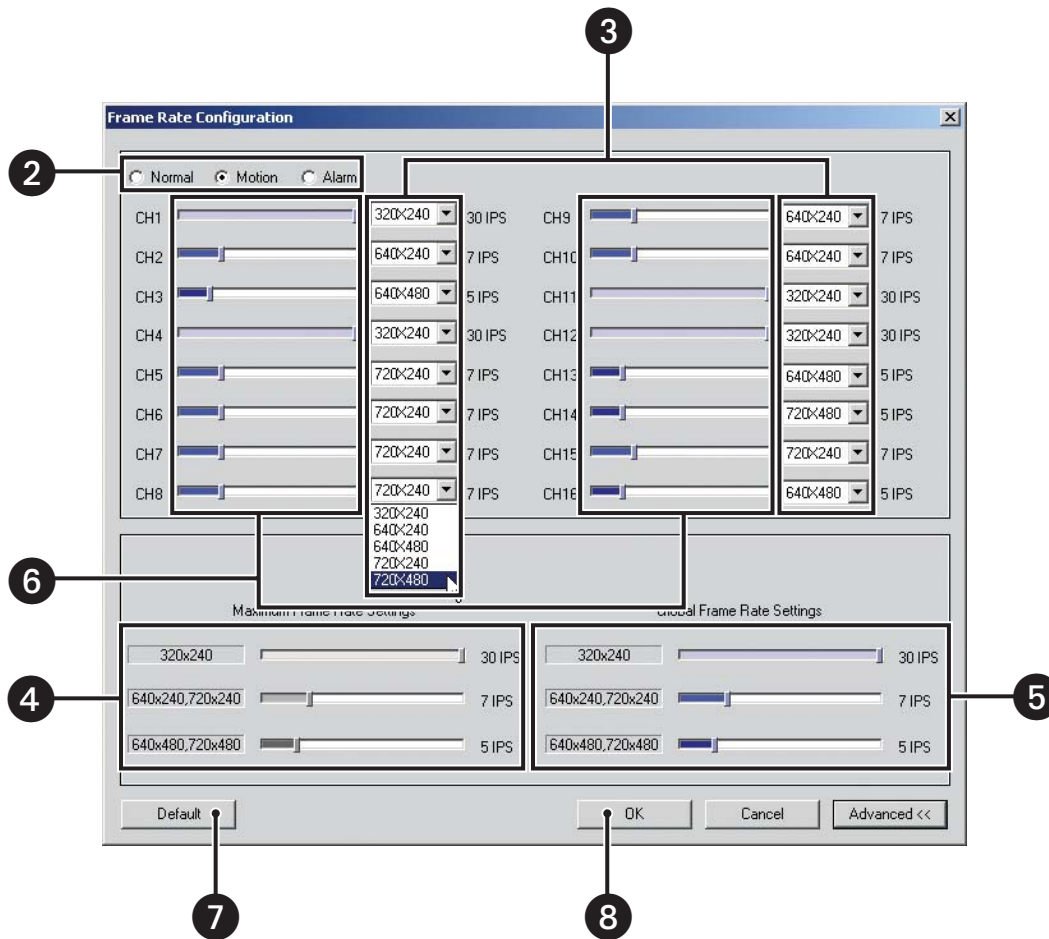 3
Frame Rate Configuration
2
Normal Motion Alarm
CH1 320X240 30 IPS CH9 640X240 7 IPS
CH2 640X240 7 IPS CH10 640X240 7 IPS
CH3 640X480 5 IPS CH11 320X240 30 IPS
CH4 320X240 30 IPS CH12 320X240 30 IPS
CH5 720X240 7 IPS CH13 640X480 5 IPS
CH6 720X240 7 IPS CH14 720X480 5 IPS
CH7 720X240 7 IPS CH15 720X240 7 IPS
CH8 720X240 7 IPS CH16 640X480 5 IPS
320X240
640X240
640X480
720X240
720X480
6
Maximum Frame Rate Settings Global Frame Rate Settings
320x240 30 IPS 320x240 30 IPS
4
640x240,720x240 7 IPS 640x240,720x240 7 IPS
5
640x480,720x480 5 IPS 640x480,720x480 5 IPS
Default OK Cancel Advanced <<
7 8